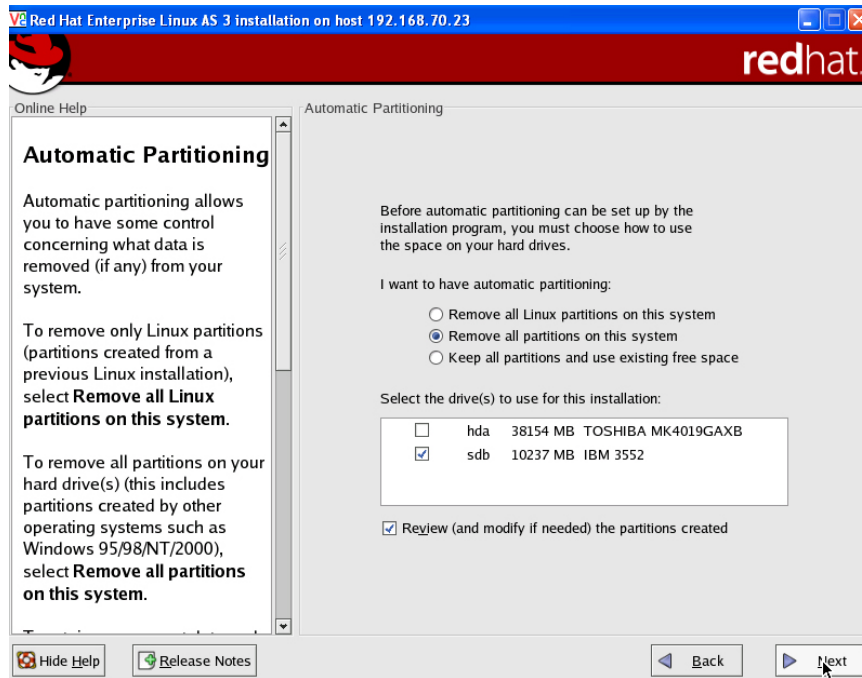 Red Hat Enterprise Linux AS 3 installation on host 192.168.70.23
redhat.
Online Help
Automatic Partitioning
Automatic partitioning allows
you to have some control
concerning what data is
removed (if any) from your
system.
To remove only Linux partitions
(partitions created from a
previous Linux installation),
select Remove all Linux
partitions on this system.
To remove all partitions on your
hard drive(s) (this includes
partitions created by other
operating systems such as
Windows 95/98/NT/2000),
select Remove all partitions
on this system.
Automatic Partitioning
Before automatic partitioning can be set up by the
installation program, you must choose how to use
the space on your hard drives.
I want to have automatic partitioning:
Remove all Linux partitions on this system
Remove all partitions on this system
Keep all partitions and use existing free space
Select the drive(s) to use for this installation:
hda 38154 MB TOSHIBA MK4019GAXB
sdb 10237 MB IBM 3552
Review (and modify if needed) the partitions created
Hide Help
Release Notes
Back
Next